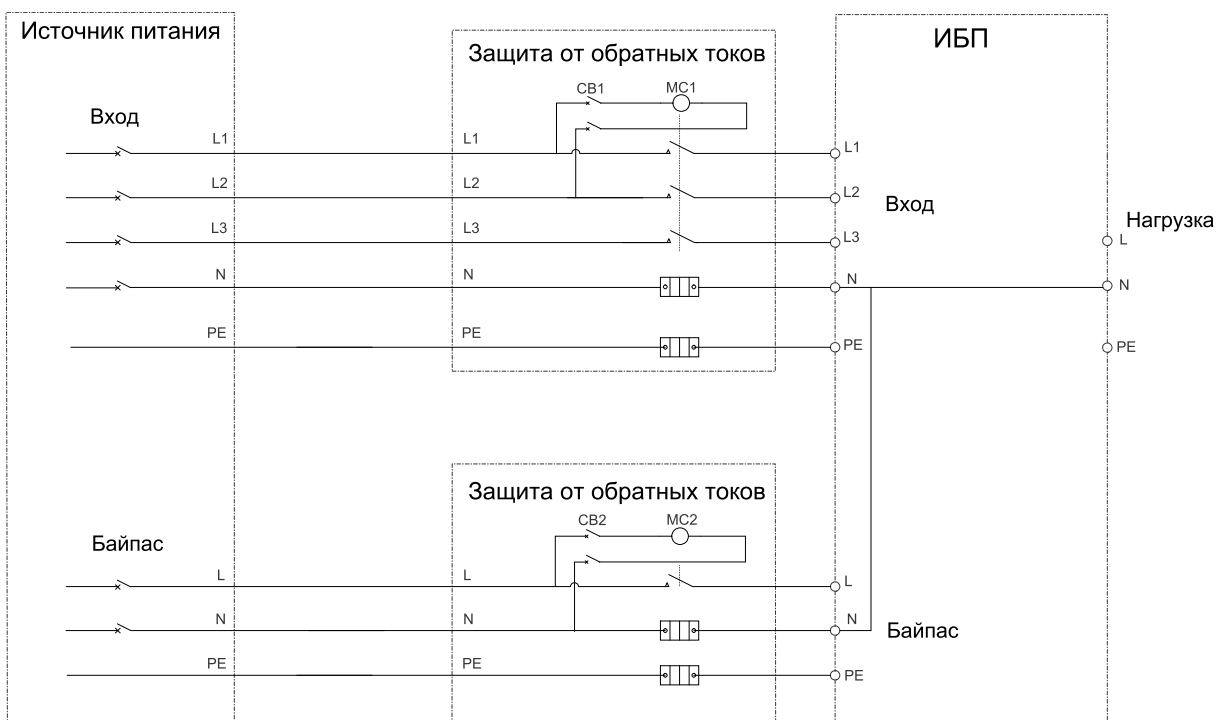 Источник питания
Защита от обратных токов
ИБП
CB1 MC1
Вход
L1 L1 L1
L2 L2 L2
Вход
Нагрузка
L3 L3 L3
L
N N N N
PE PE PE PE
Защита от обратных токов
CB2 MC2
Байпас
L L L
N N N
Байпас
PE PE PE